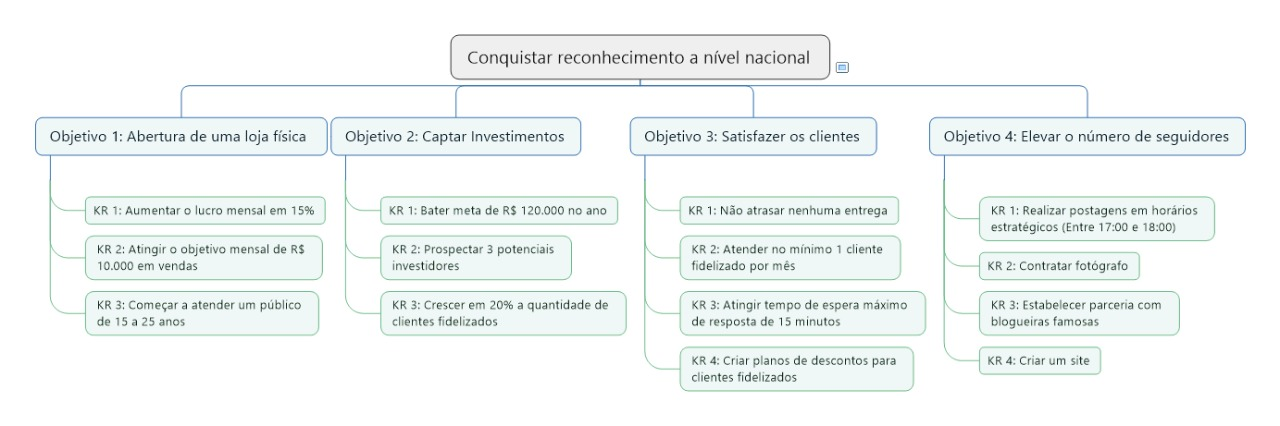 Conquistar reconhecimento a nível nacional
Objetivo 1: Abertura de uma loja física
KR 1: Aumentar o lucro mensal em 15%
KR 2: Atingir o objetivo mensal de R$
10.000 em vendas
KR 3: Começar a atender um público
de 15 a 25 anos
Objetivo 2: Captar Investimentos
KR 1: Bater meta de R$ 120.000 no ano
KR 2: Prospectar 3 potenciais
investidores
KR 3: Crescer em 20% a quantidade de
clientes fidelizados
Objetivo 3: Satisfazer os clientes
KR 1: Não atrasar nenhuma entrega
KR 2: Atender no mínimo 1 cliente
fidelizado por mês
KR 3: Atingir tempo de espera máximo
de resposta de 15 minutos
KR 4: Criar planos de descontos para
clientes fidelizados
Objetivo 4: Elevar o número de seguidores
KR 1: Realizar postagens em horários
estratégicos (Entre 17:00 e 18:00)
KR 2: Contratar fotógrafo
KR 3: Estabelecer parceria com
blogueiras famosas
KR 4: Criar um site